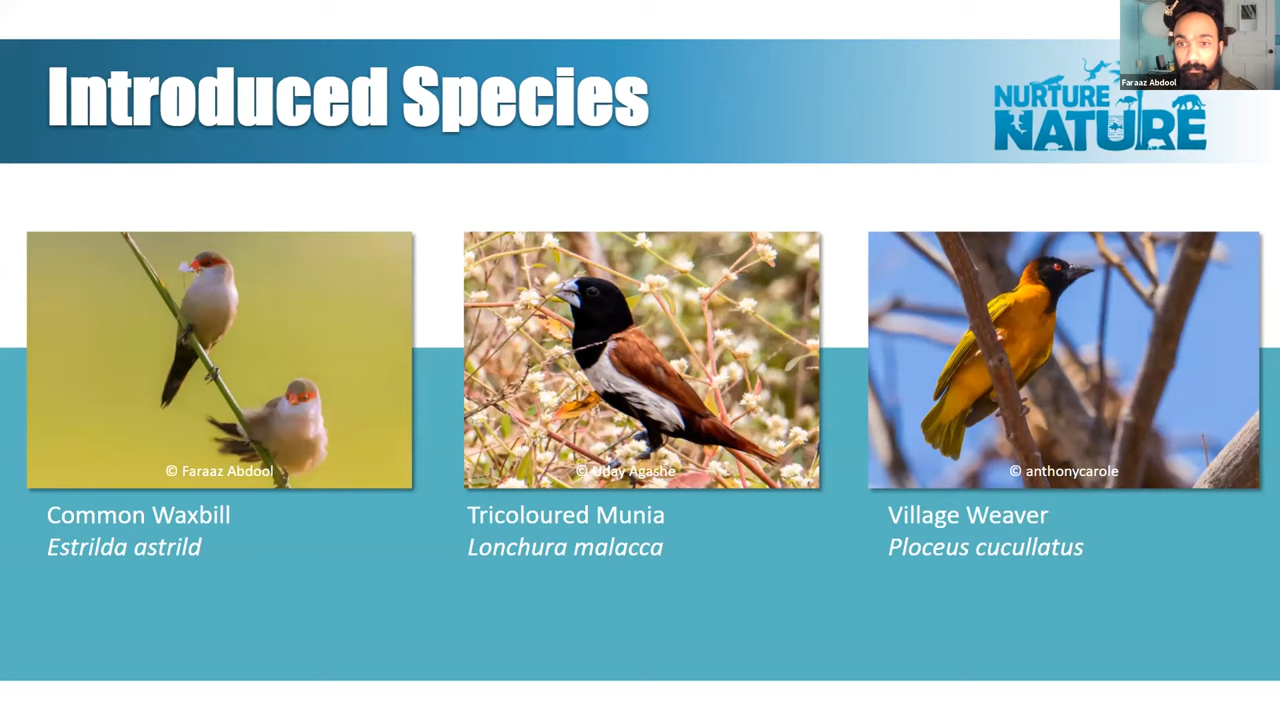 Introduced Species
Faraaz Abdool
NURTURE
NATURE
© Faraaz Abdool
© Uday Agashe
© anthonycarole
Common Waxbill
Estrilda astrild
Tricoloured Munia
Lonchura malacca
Village Weaver
Ploceus cucullatus